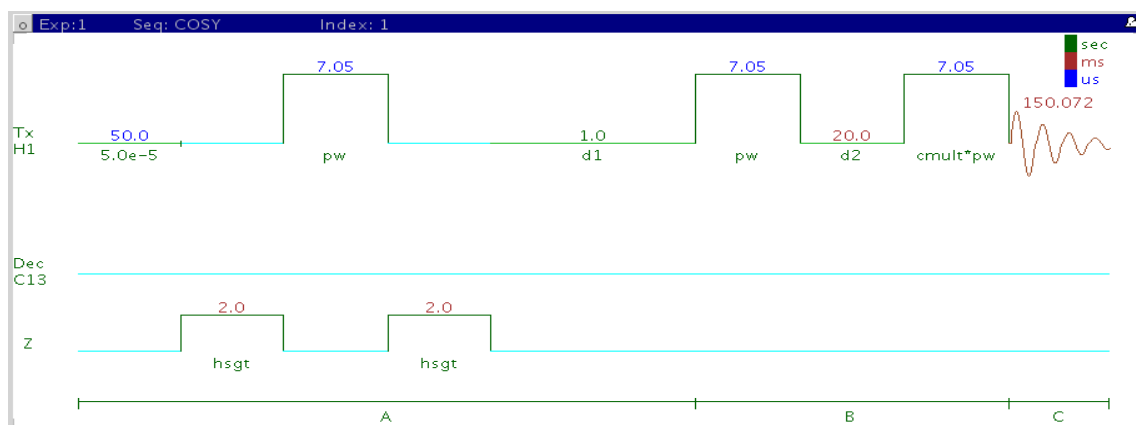 Exp:1 Seq: COSY Index: 1
sec
ms
us
7.05 7.05 7.05 150.072
Tx
H1
50.0 1.0 20.0
5.0e-5 pw d1 pw d2 cmult*pw
Dec
C13
2.0 2.0
Z
hsgt hsgt
A B C